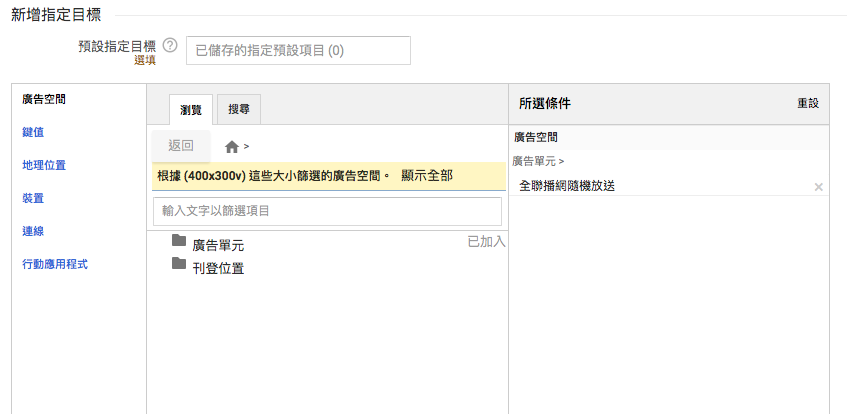 新增指定目標
預設指定目標 ? 已儲存的指定預設項目 (0)
選填
廣告空間
鍵值
地理位置
裝置
連線
行動應用程式
瀏覽 搜尋
返回 >
根據 (400x300v) 這些大小篩選的廣告空間。 顯示全部
輸入文字以篩選項目
廣告單元 已加入
刊登位置
所選條件 重設
廣告空間
廣告單元 >
全聯播網隨機放送 ×